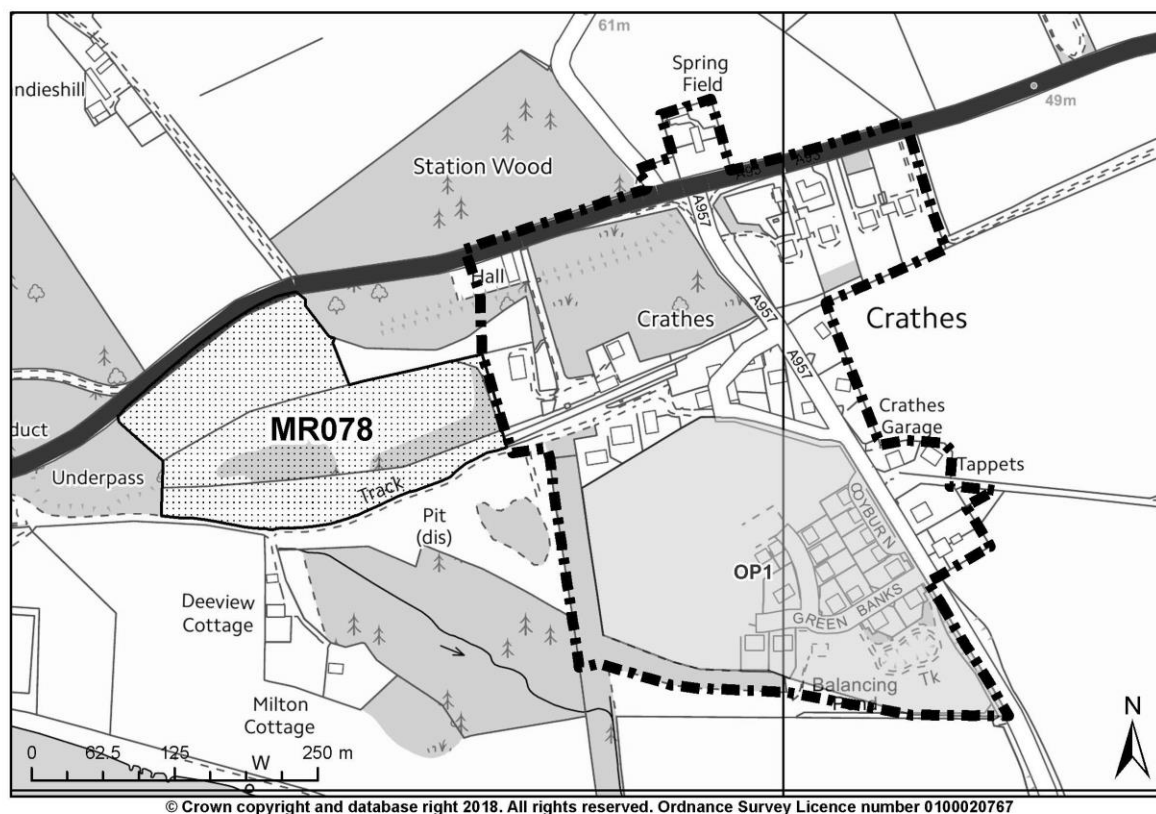 61m
Spring
Field
ndieshill
49m
Station Wood
A93
A93
A957
Hall
Crathes
A957
Crathes
A957
MR078
Crathes
Garage
duct
Underpass
Tappets
Track
Pit
(dis)
COYBURN
OP1
GREEN BANKS
Deeview
Cottage
Tk
Balancing
Milton
Cottage
N
0 62.5 125 250 m
W
© Crown copyright and database right 2018. All rights reserved. Ordnance Survey Licence number 0100020767